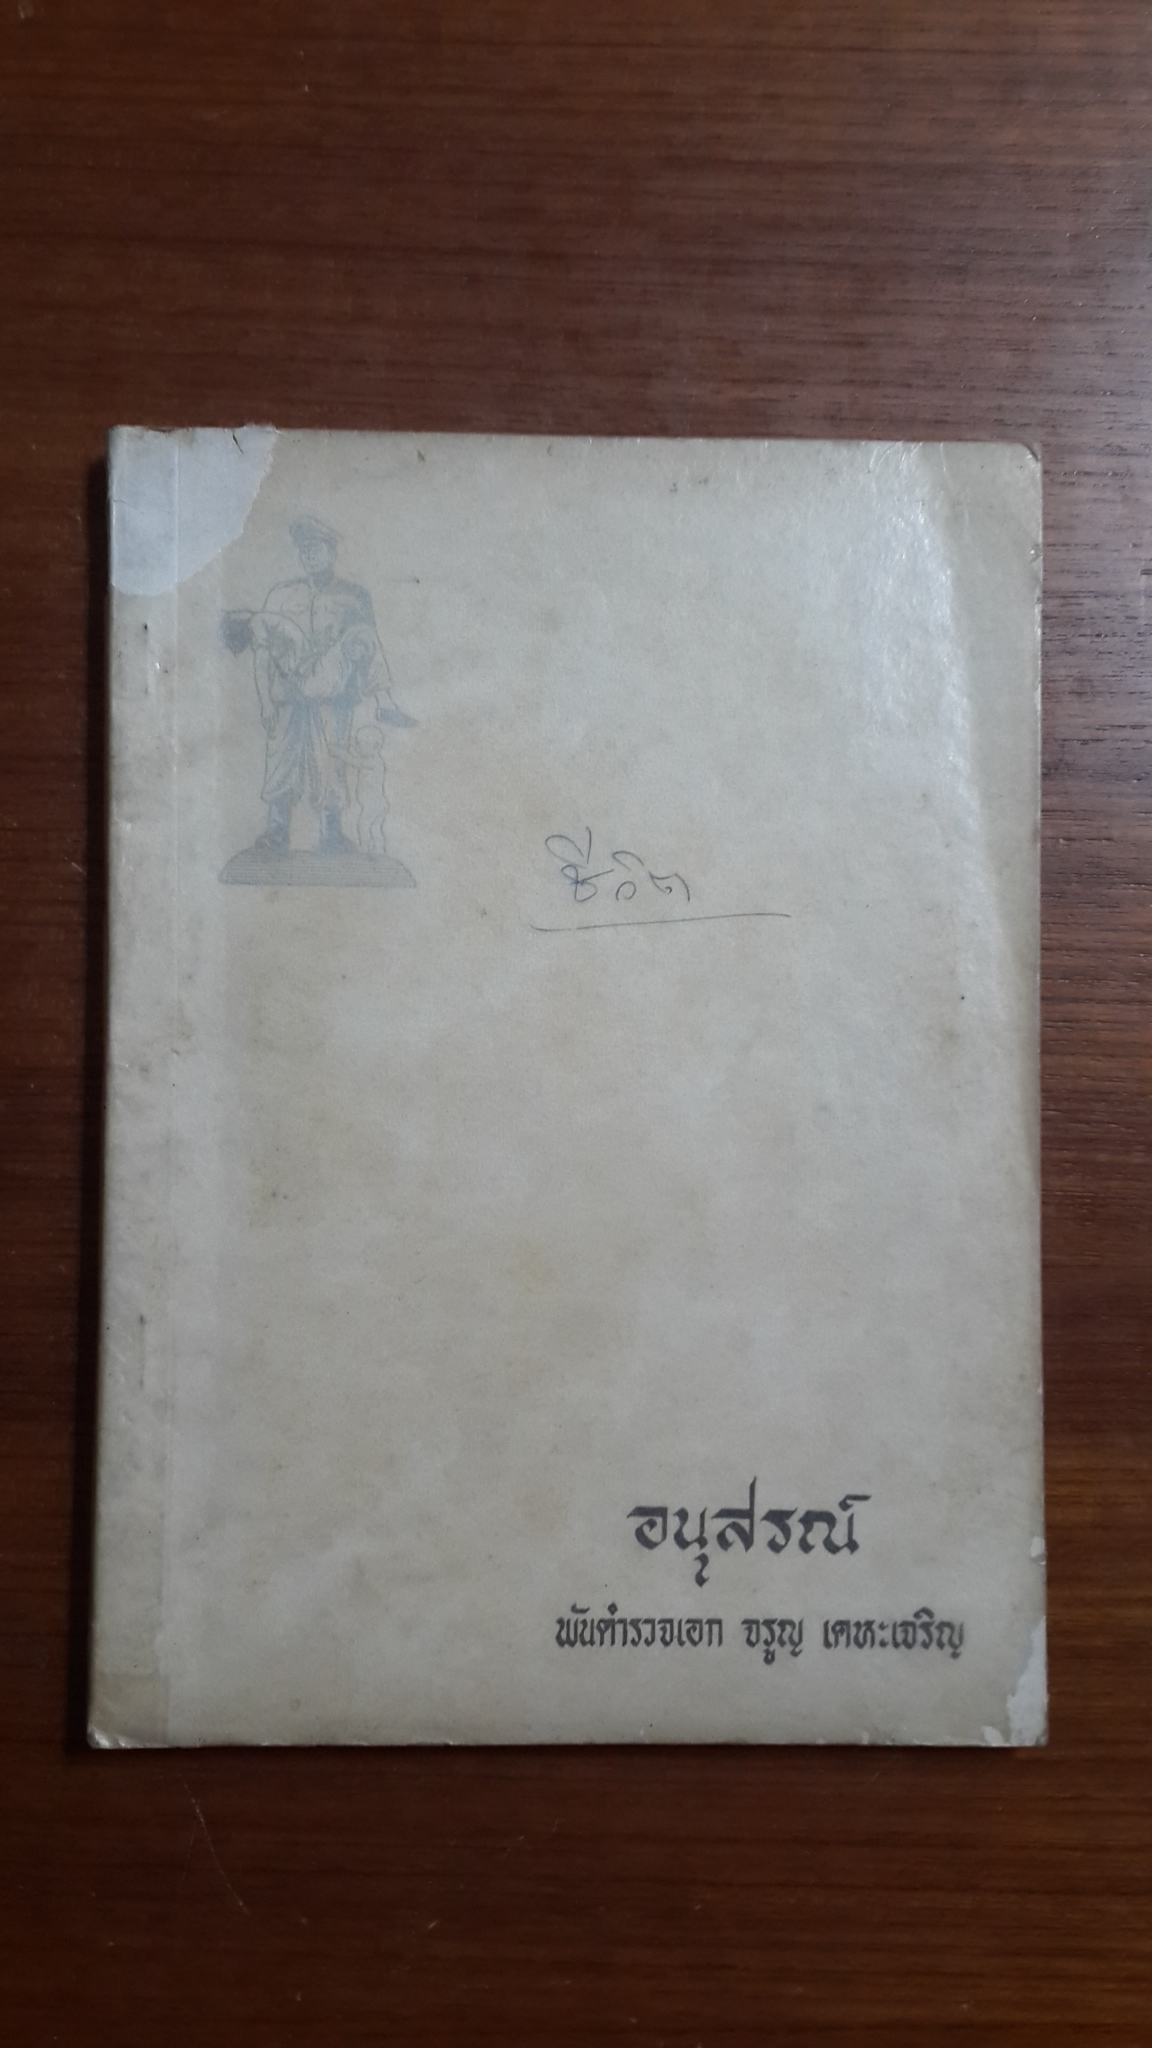 ชีวิต
อนุสรณ์
พันตำรวจเอก จรูญ เคหะเจริญ